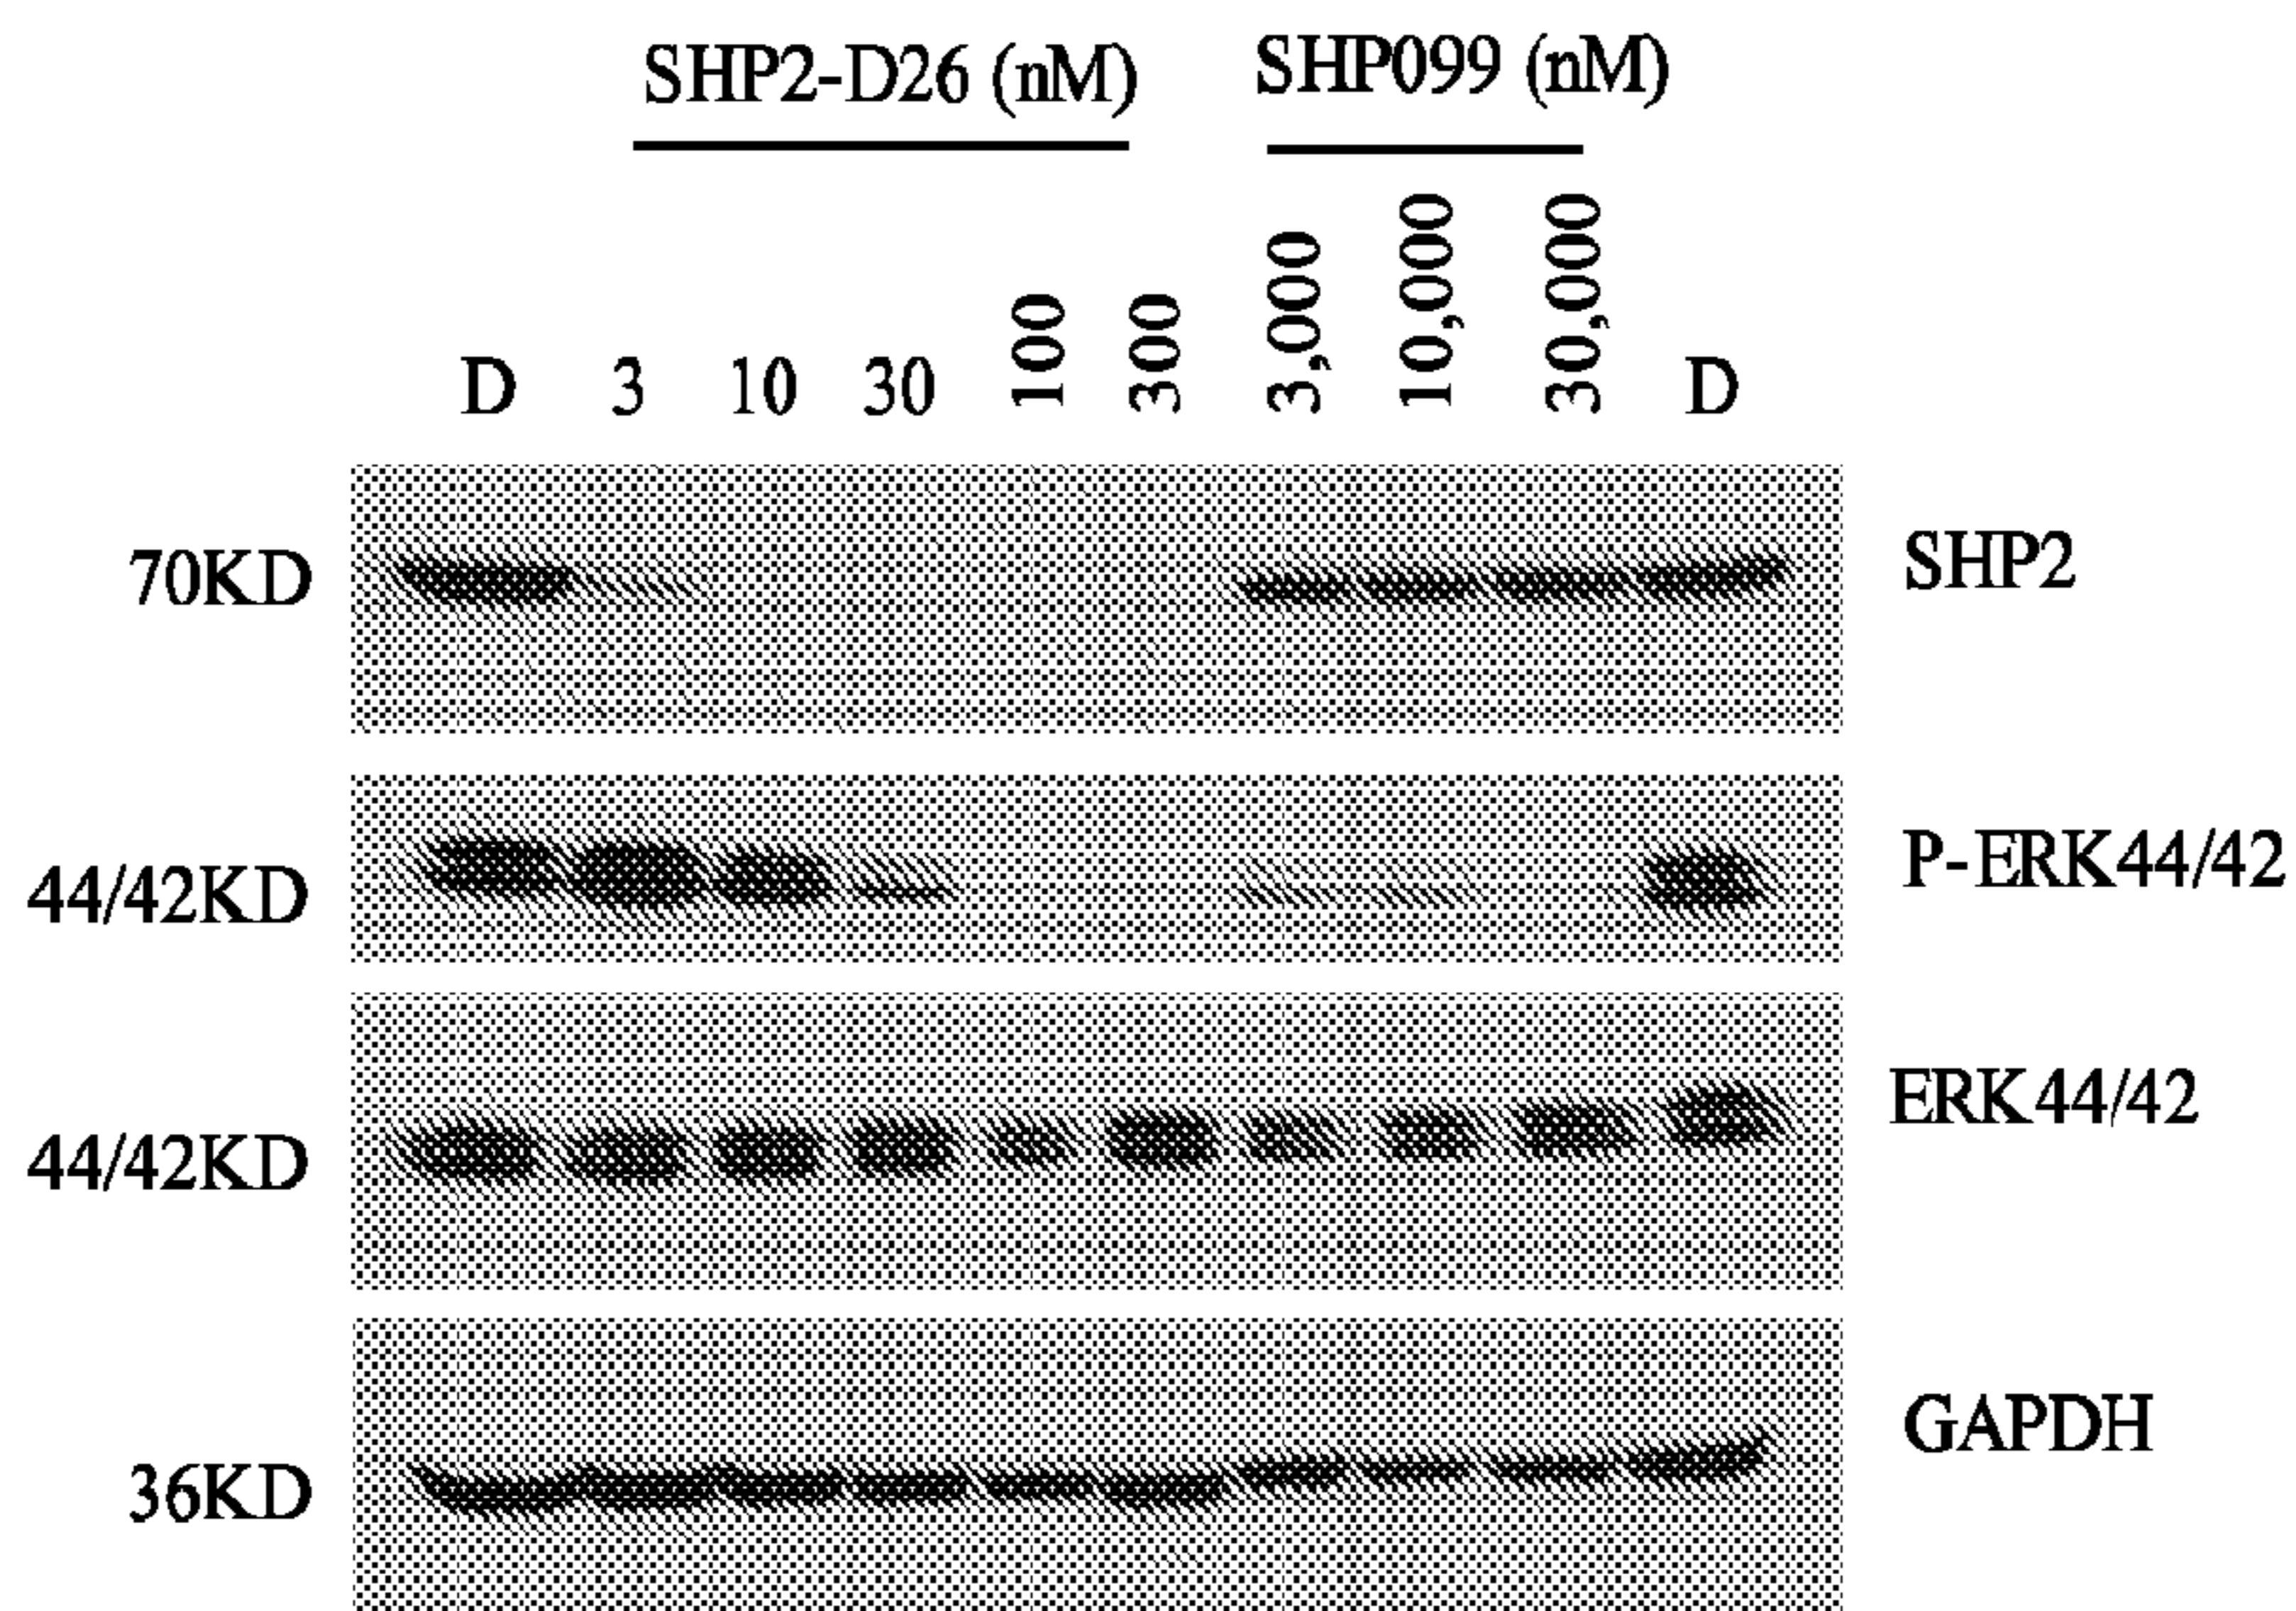 SHP2-D26 (nM) SHP099 (nM)
D 3 10 30 100 300 3,000 10,000 30,000 D
70KD SHP2
44/42KD P-ERK44/42
44/42KD ERK44/42
36KD GAPDH